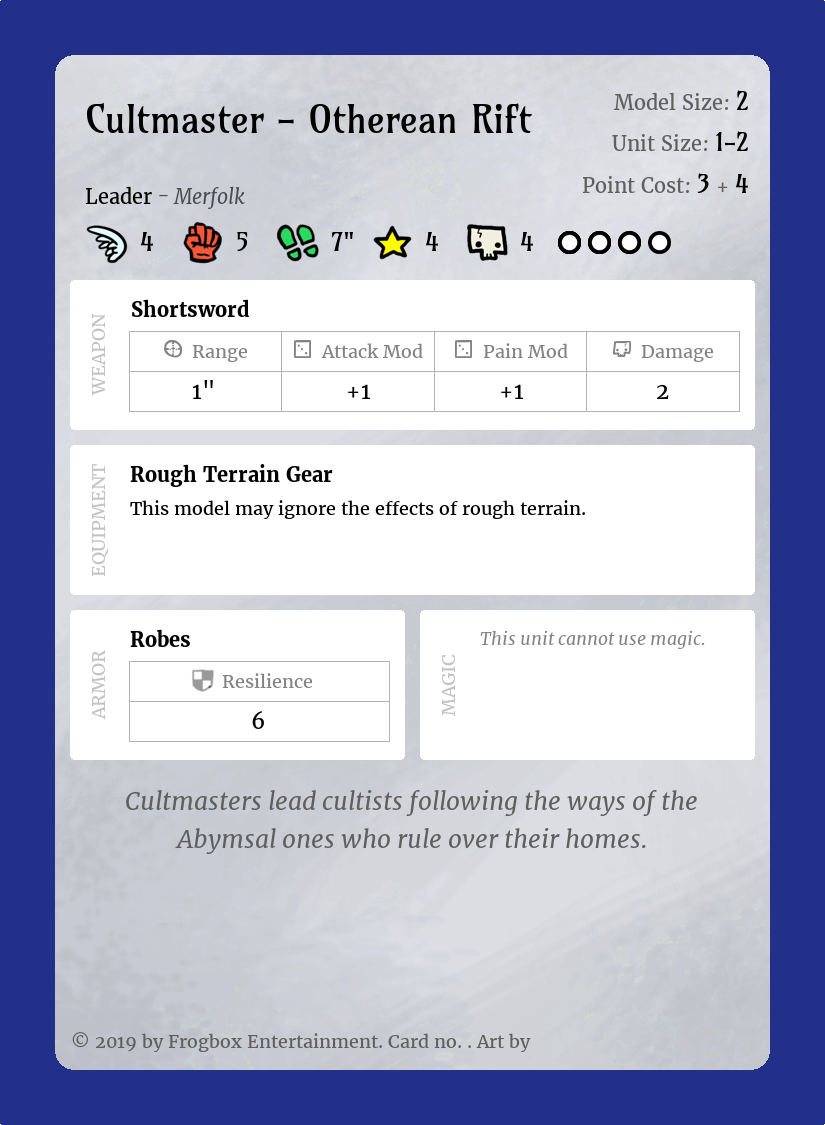 Cultmaster - Otherean Rift
Model Size: 2
Unit Size: 1-2
Point Cost: 3 + 4
Leader - Merfolk
4 5 7" 4 4
WEAPON
Shortsword
Range Attack Mod Pain Mod Damage
1" +1 +1 2
EQUIPMENT
Rough Terrain Gear
This model may ignore the effects of rough terrain.
ARMOR
Robes
Resilience
6
MAGIC
This unit cannot use magic.
Cultmasters lead cultists following the ways of the
Abymsal ones who rule over their homes.
© 2019 by Frogbox Entertainment. Card no. . Art by